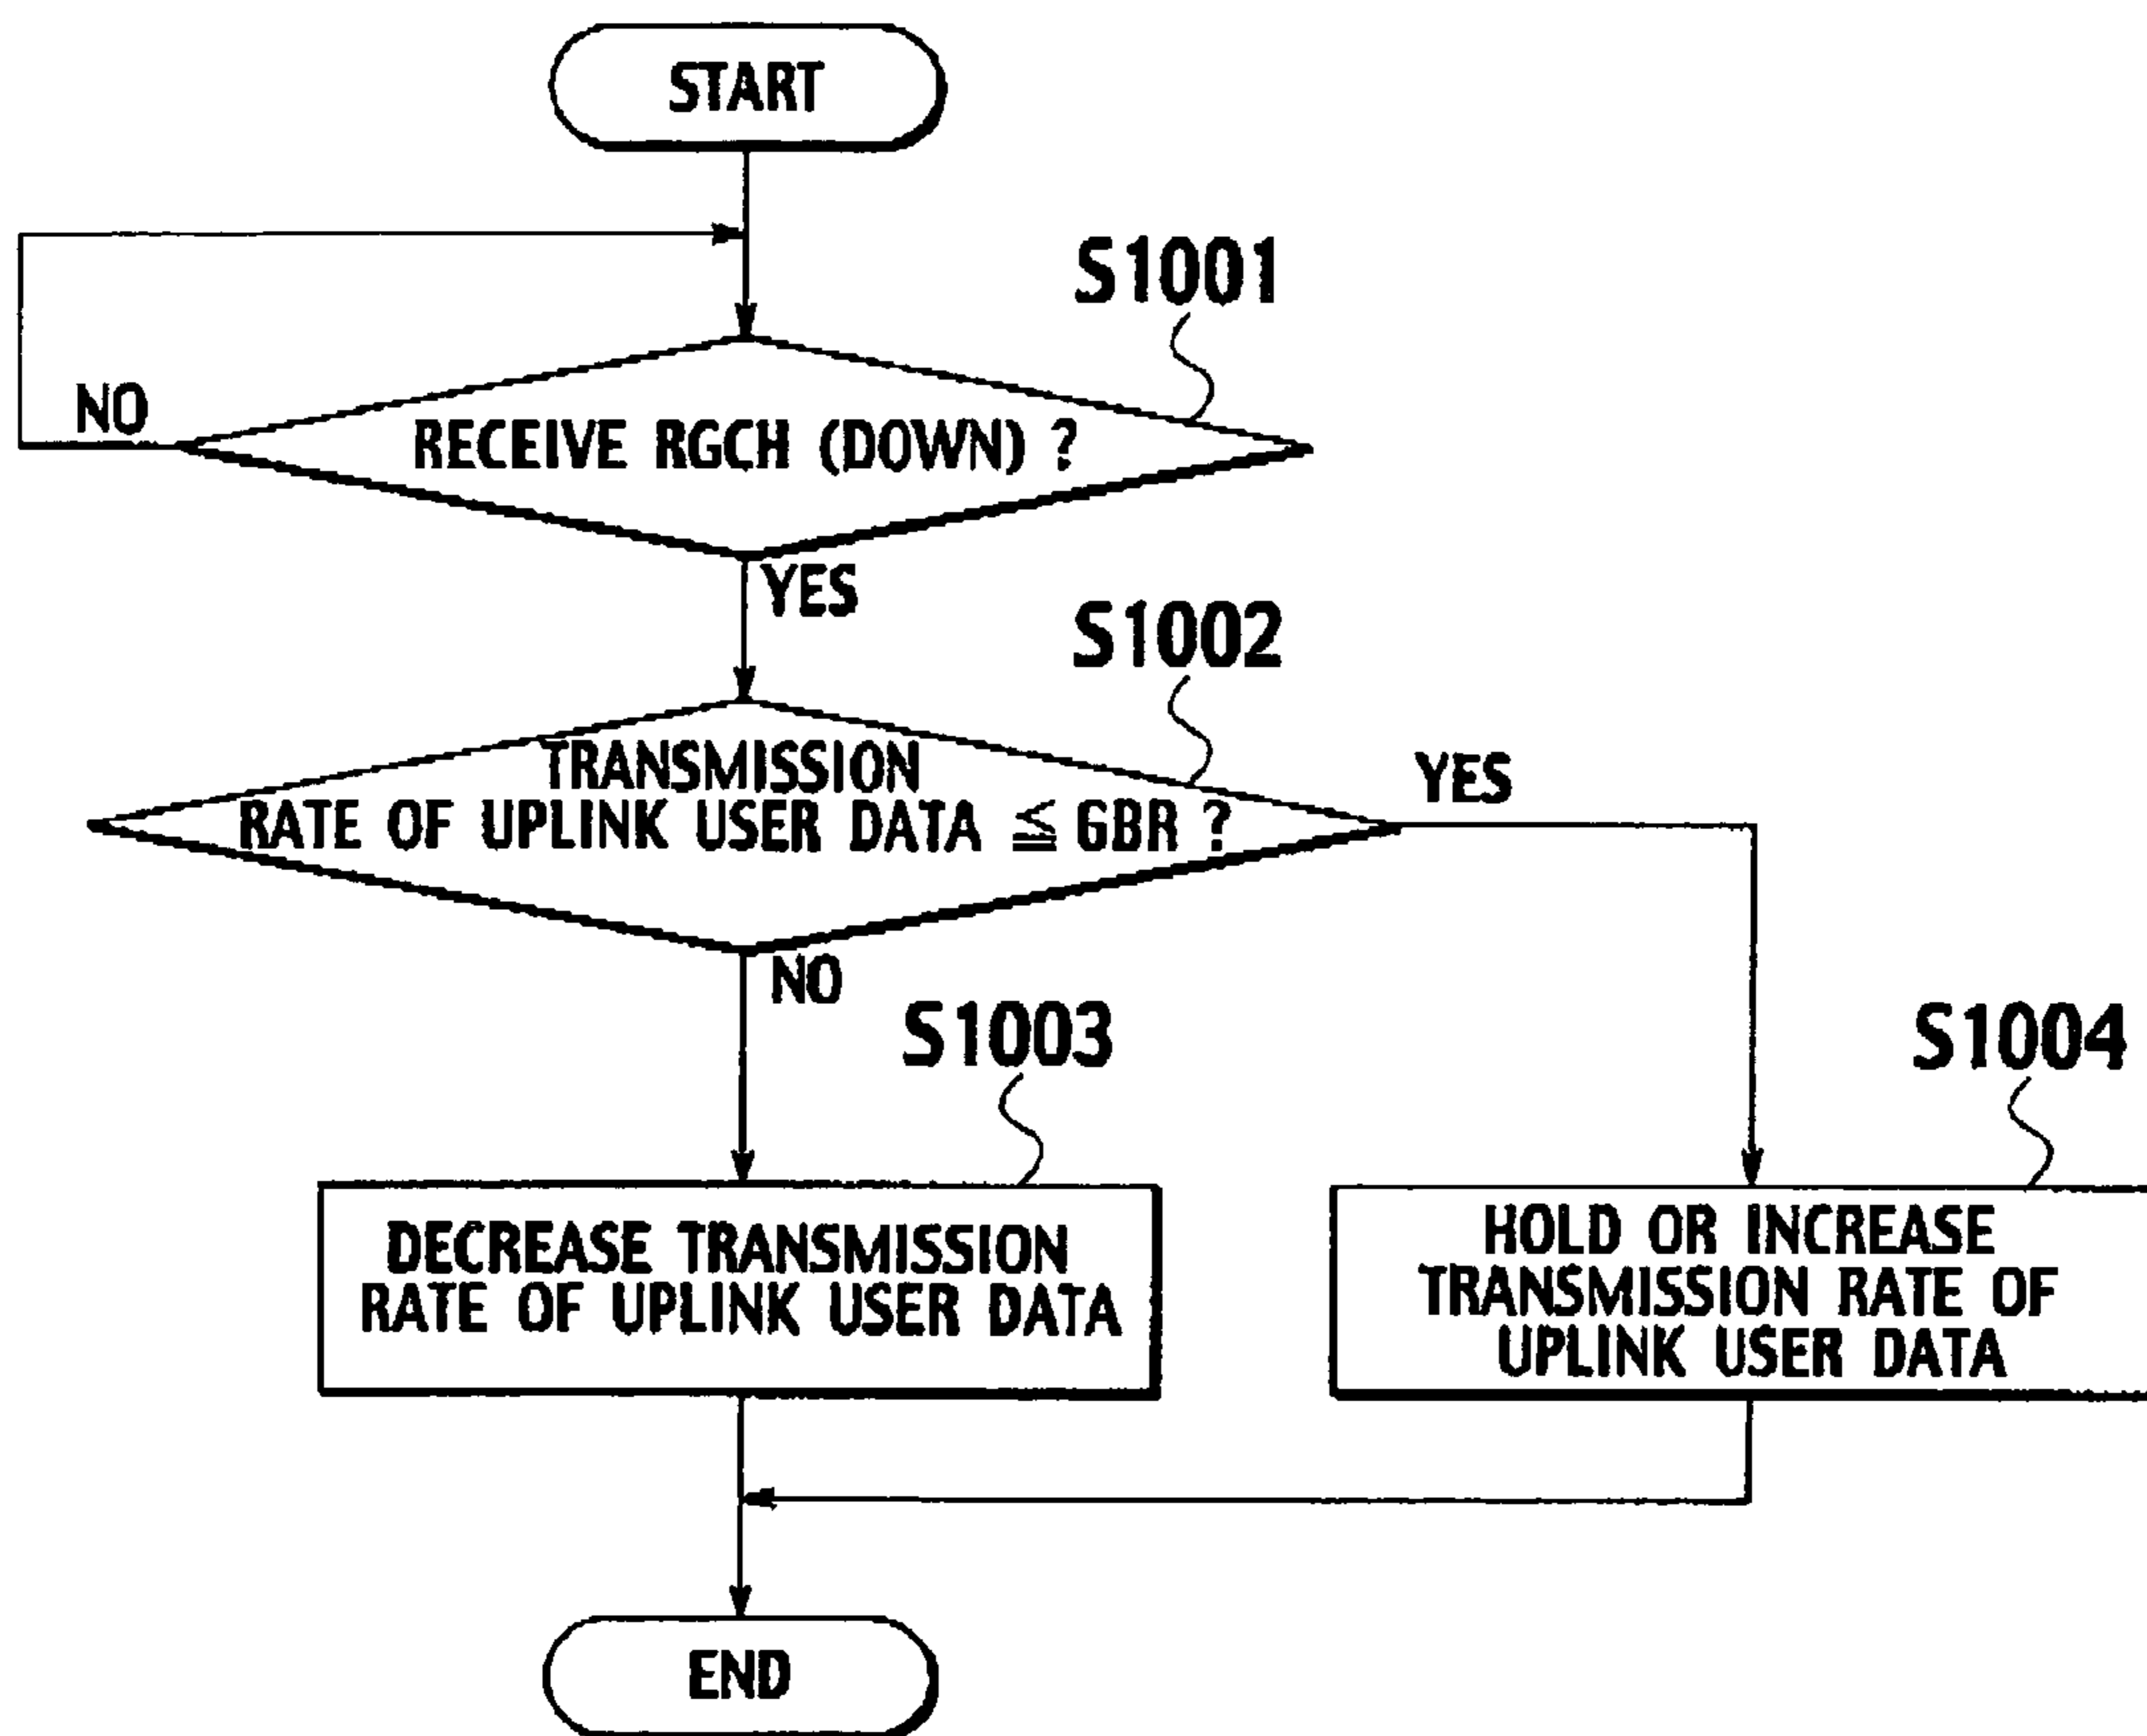 START
S1001
NO
RECEIVE RGCH (DOWN) ?
YES
S1002
TRANSMISSION
RATE OF UPLINK USER DATA ≦ GBR ?
YES
NO
S1003
S1004
DECREASE TRANSMISSION
RATE OF UPLINK USER DATA
HOLD OR INCREASE
TRANSMISSION RATE OF
UPLINK USER DATA
END